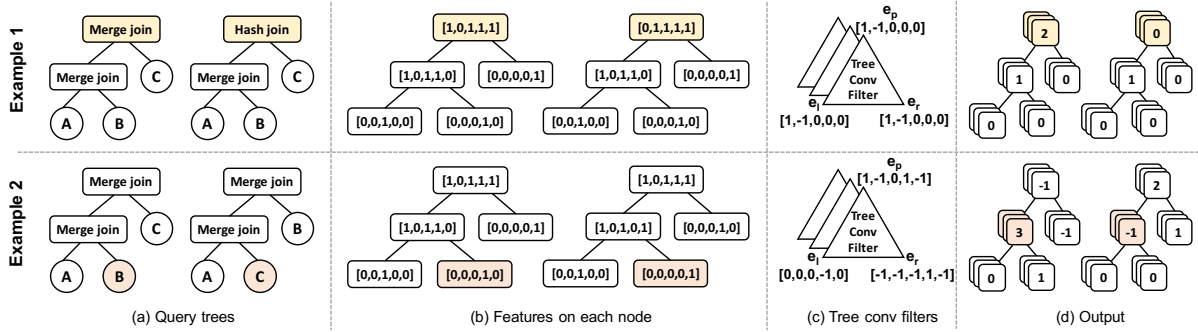 Example 1
Merge join
Hash join
Merge join
C
Merge join
C
A
B
A
B
[1,0,1,1,1]
[0,1,1,1,1]
[1,0,1,1,0]
[0,0,0,0,1]
[1,0,1,1,0]
[0,0,0,0,1]
[0,0,1,0,0]
[0,0,0,1,0]
[0,0,1,0,0]
[0,0,0,1,0]
ep
[1,-1,0,0,0]
Tree
Conv
Filter
el
er
[1,-1,0,0,0]
[1,-1,0,0,0]
2
0
1
0
1
0
0
0
0
0
Example 2
Merge join
Merge join
Merge join
C
Merge join
B
A
B
A
C
[1,0,1,1,1]
[1,0,1,1,1]
[1,0,1,1,0]
[0,0,0,0,1]
[1,0,1,0,1]
[0,0,0,1,0]
[0,0,1,0,0]
[0,0,0,1,0]
[0,0,1,0,0]
[0,0,0,0,1]
ep
[1,-1,0,1,-1]
Tree
Conv
Filter
el
er
[0,0,0,-1,0]
[-1,-1,-1,1,-1]
-1
2
3
-1
-1
1
0
1
0
0
(a) Query trees
(b) Features on each node
(c) Tree conv filters
(d) Output